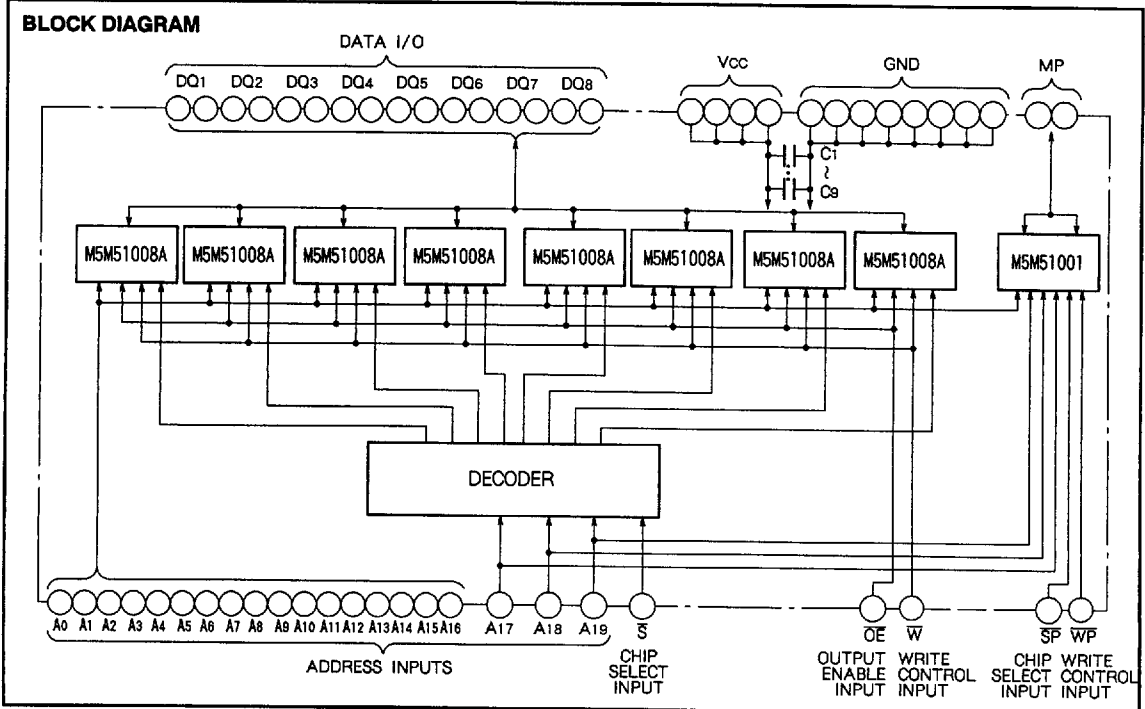 BLOCK DIAGRAM
DATA I/O
DQ1 DQ2 DQ3 DQ4 DQ5 DQ6 DQ7 DQ8
VCC GND MP
C1
~
C9
M5M51008A M5M51008A M5M51008A M5M51008A M5M51008A M5M51008A M5M51008A M5M51008A M5M51001
DECODER
A0 A1 A2 A3 A4 A5 A6 A7 A8 A9 A10 A11 A12 A13 A14 A15 A16 A17 A18 A19 S̅ O̅E̅ W̅ S̅P̅ W̅P̅
ADDRESS INPUTS
CHIP SELECT INPUT
OUTPUT ENABLE INPUT
WRITE CONTROL INPUT
CHIP SELECT INPUT
WRITE CONTROL INPUT